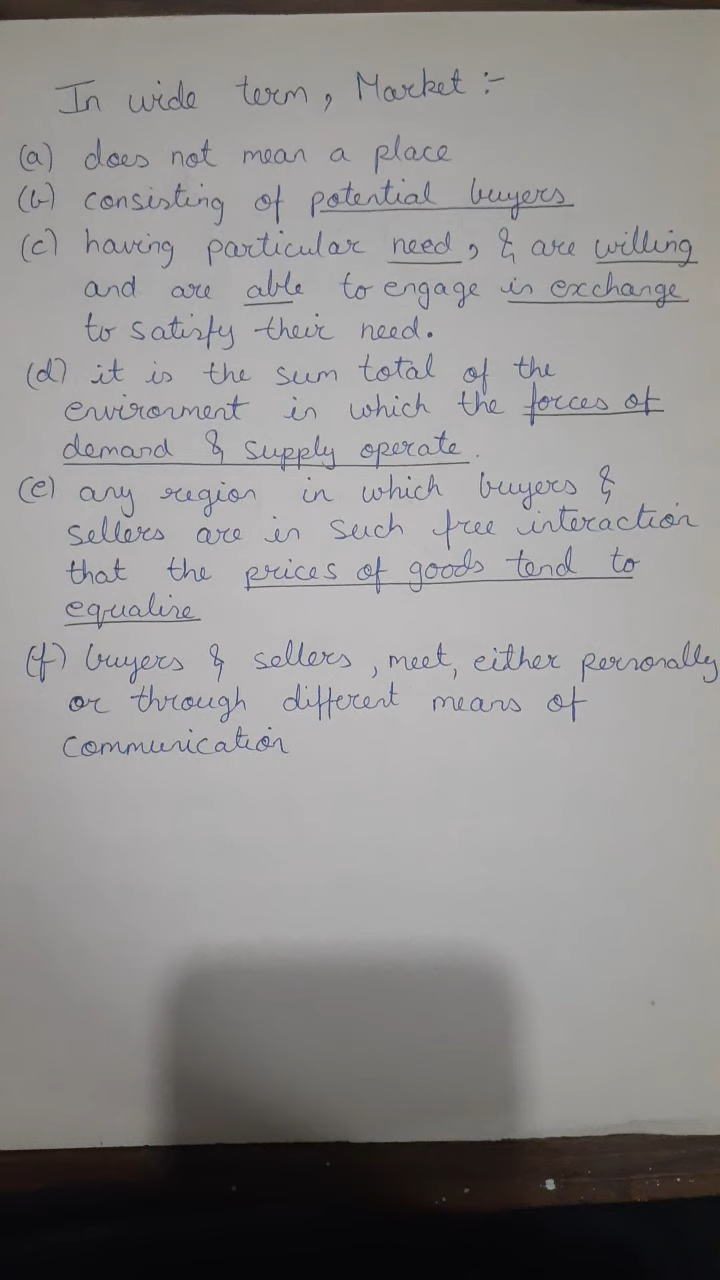 In wide term, Market :-
(a) does not mean a place
(b) consisting of potential buyers
(c) having particular need, & are willing
and are able to engage in exchange
to satisfy their need.
(d) it is the sum total of the
environment in which the forces of
demand & supply operate.
(e) any region in which buyers &
sellers are in such free interaction
that the prices of goods tend to
equalize
(f) buyers & sellers, meet, either personally
or through different means of
communication